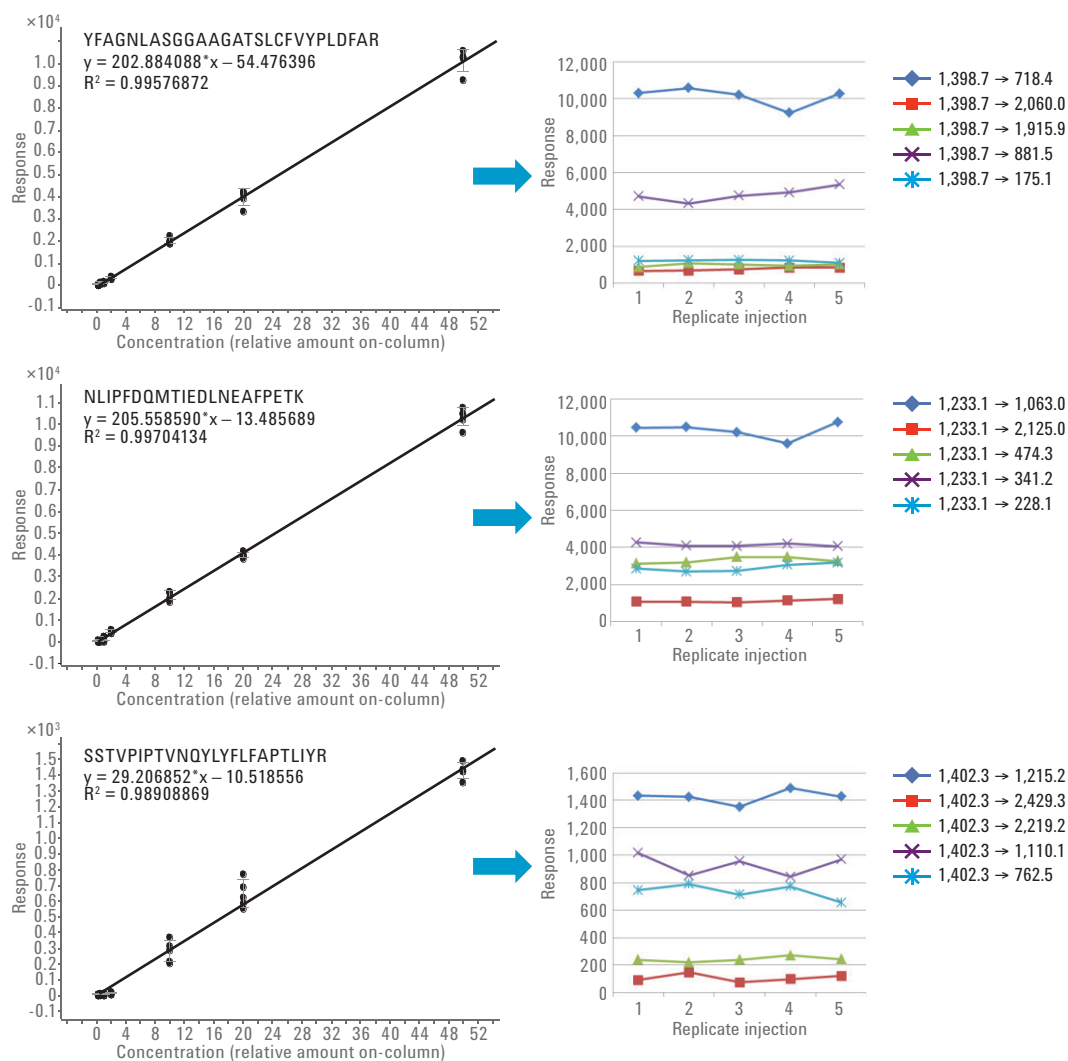 ×10⁴
YFAGNLASGGAAGATSLCFVYPLDFAR
y = 202.884088*x – 54.476396
R² = 0.99576872
Response
1.0
0.9
0.8
0.7
0.6
0.5
0.4
0.3
0.2
0.1
0
-0.1
0 4 8 12 16 20 24 28 32 36 40 44 48 52
Concentration (relative amount on-column)
Response
12,000
10,000
8,000
6,000
4,000
2,000
0
1 2 3 4 5
Replicate injection
1,398.7 → 718.4
1,398.7 → 2,060.0
1,398.7 → 1,915.9
1,398.7 → 881.5
1,398.7 → 175.1
×10⁴
NLIPFDQMTIEDLNEAFPETK
y = 205.558590*x – 13.485689
R² = 0.99704134
Response
1.1
1.0
0.9
0.8
0.7
0.6
0.5
0.4
0.3
0.2
0.1
0
-0.1
0 4 8 12 16 20 24 28 32 36 40 44 48 52
Concentration (relative amount on-column)
Response
12,000
10,000
8,000
6,000
4,000
2,000
0
1 2 3 4 5
Replicate injection
1,233.1 → 1,063.0
1,233.1 → 2,125.0
1,233.1 → 474.3
1,233.1 → 341.2
1,233.1 → 228.1
×10³
SSTVPIPTVNQYLYFLFAPTLIYR
y = 29.206852*x – 10.518556
R² = 0.98908869
Response
1.5
1.4
1.3
1.2
1.1
1.0
0.9
0.8
0.7
0.6
0.5
0.4
0.3
0.2
0.1
0
-0.1
0 4 8 12 16 20 24 28 32 36 40 44 48 52
Concentration (relative amount on-column)
Response
1,600
1,400
1,200
1,000
800
600
400
200
0
1 2 3 4 5
Replicate injection
1,402.3 → 1,215.2
1,402.3 → 2,429.3
1,402.3 → 2,219.2
1,402.3 → 1,110.1
1,402.3 → 762.5